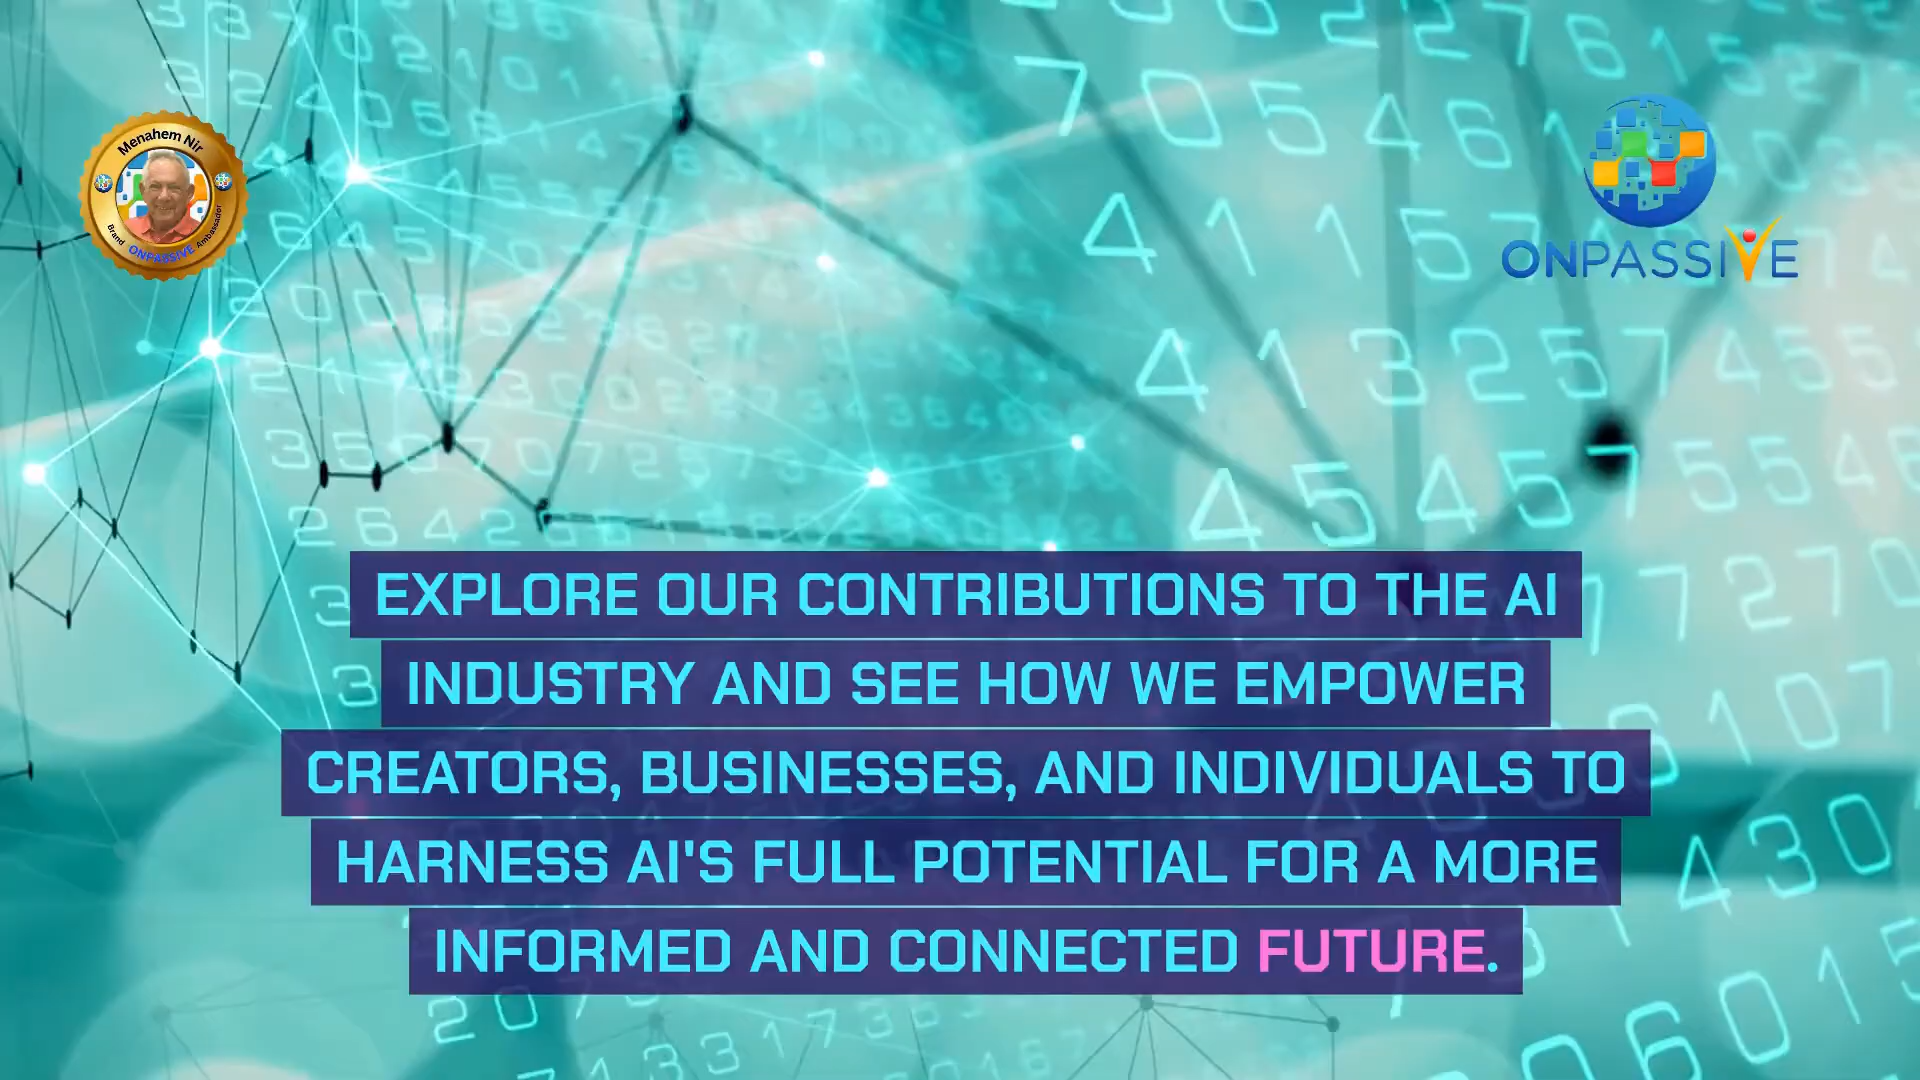 Menahem Nir
Brand ONPASSIVE Ambassador
ONPASSIVE
EXPLORE OUR CONTRIBUTIONS TO THE AI
INDUSTRY AND SEE HOW WE EMPOWER
CREATORS, BUSINESSES, AND INDIVIDUALS TO
HARNESS AI'S FULL POTENTIAL FOR A MORE
INFORMED AND CONNECTED FUTURE.